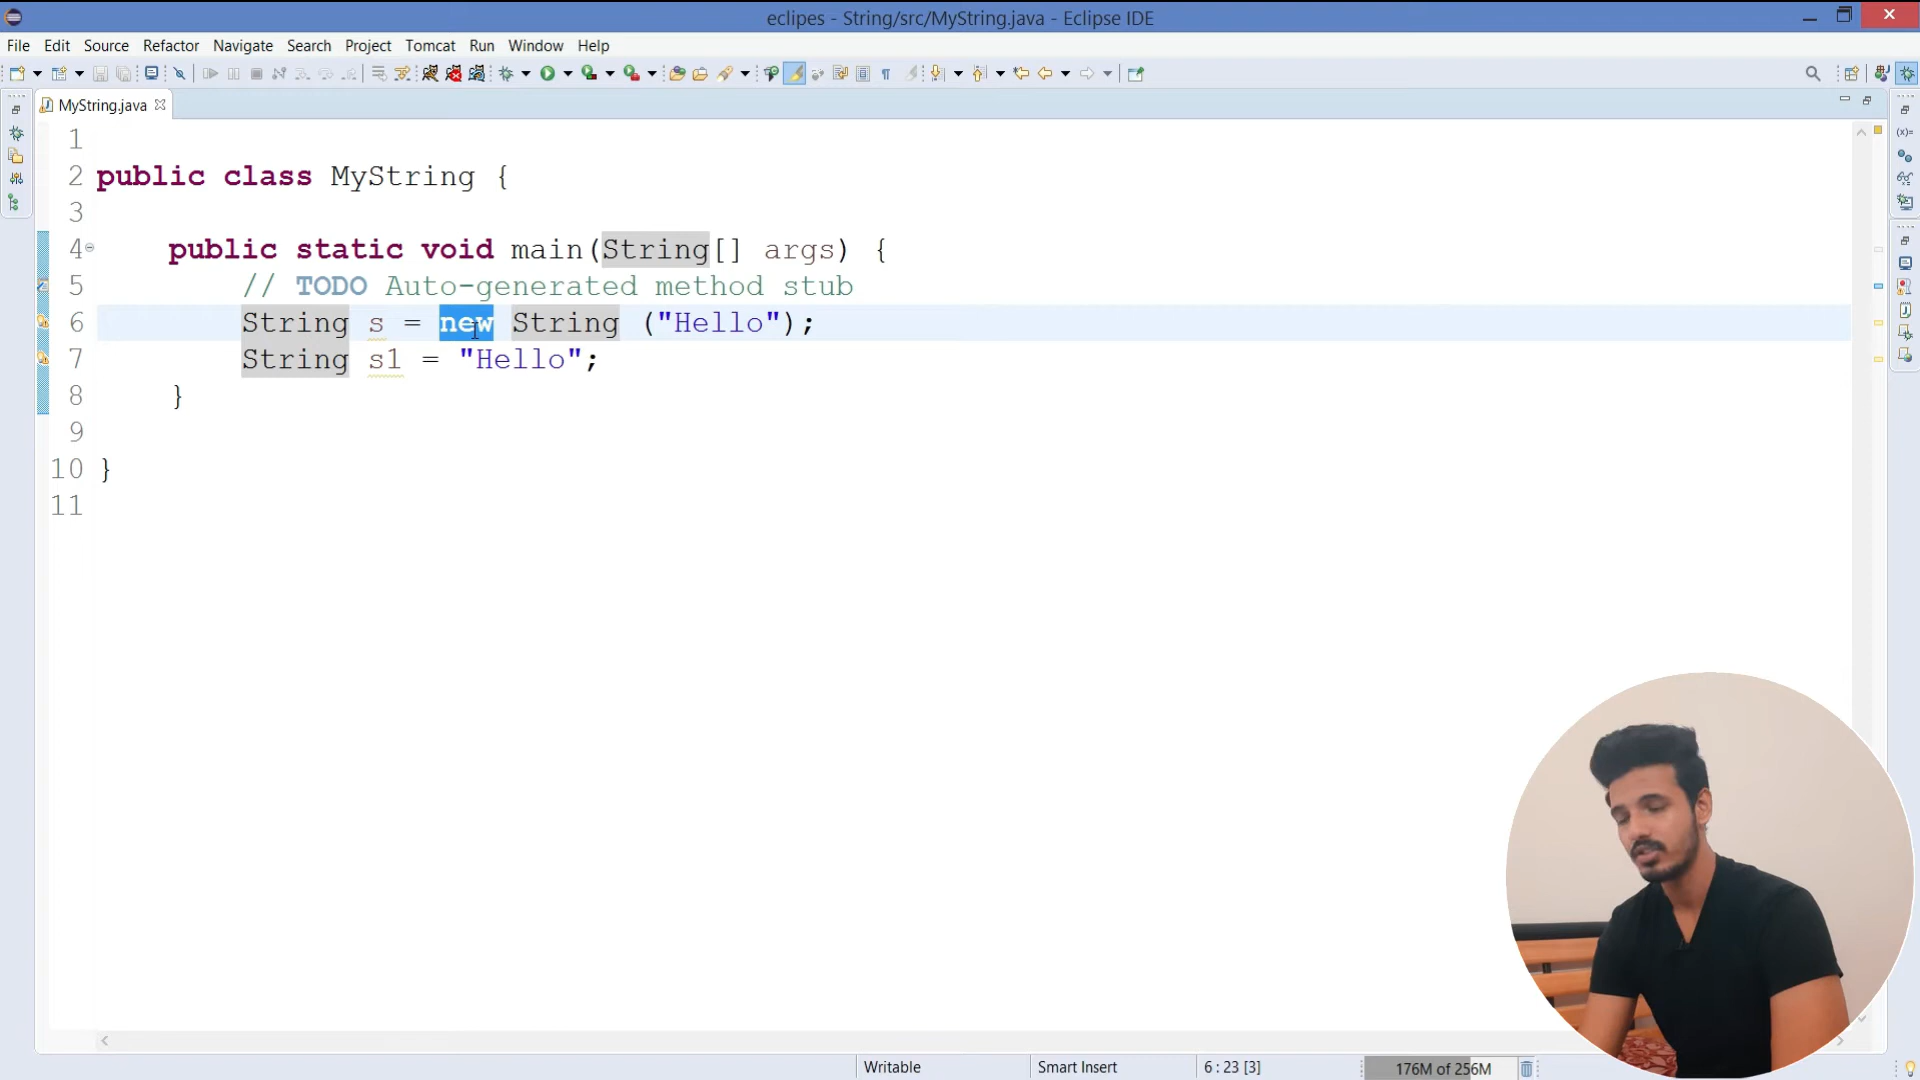 eclipes - String/src/MyString.java - Eclipse IDE
File Edit Source Refactor Navigate Search Project Tomcat Run Window Help
MyString.java
1
2 public class MyString {
3
4 public static void main(String[] args) {
5 // TODO Auto-generated method stub
6 String s = new String ("Hello");
7 String s1 = "Hello";
8 }
9
10 }
11
Writable Smart Insert 6 : 23 [3] 176M of 256M